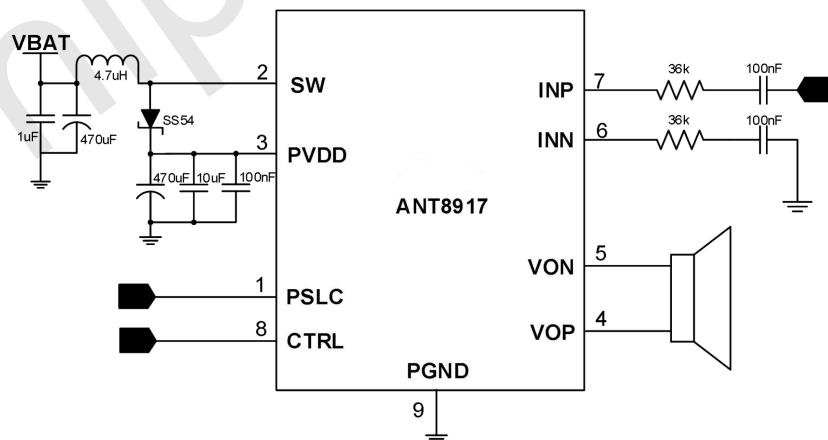 VBAT
4.7uH
1uF
470uF
2
SW
SS54
3
PVDD
470uF
10uF
100nF
1
PSLC
8
CTRL
ANT8917
INP
7
36k
100nF
INN
6
36k
100nF
VON
5
VOP
4
PGND
9